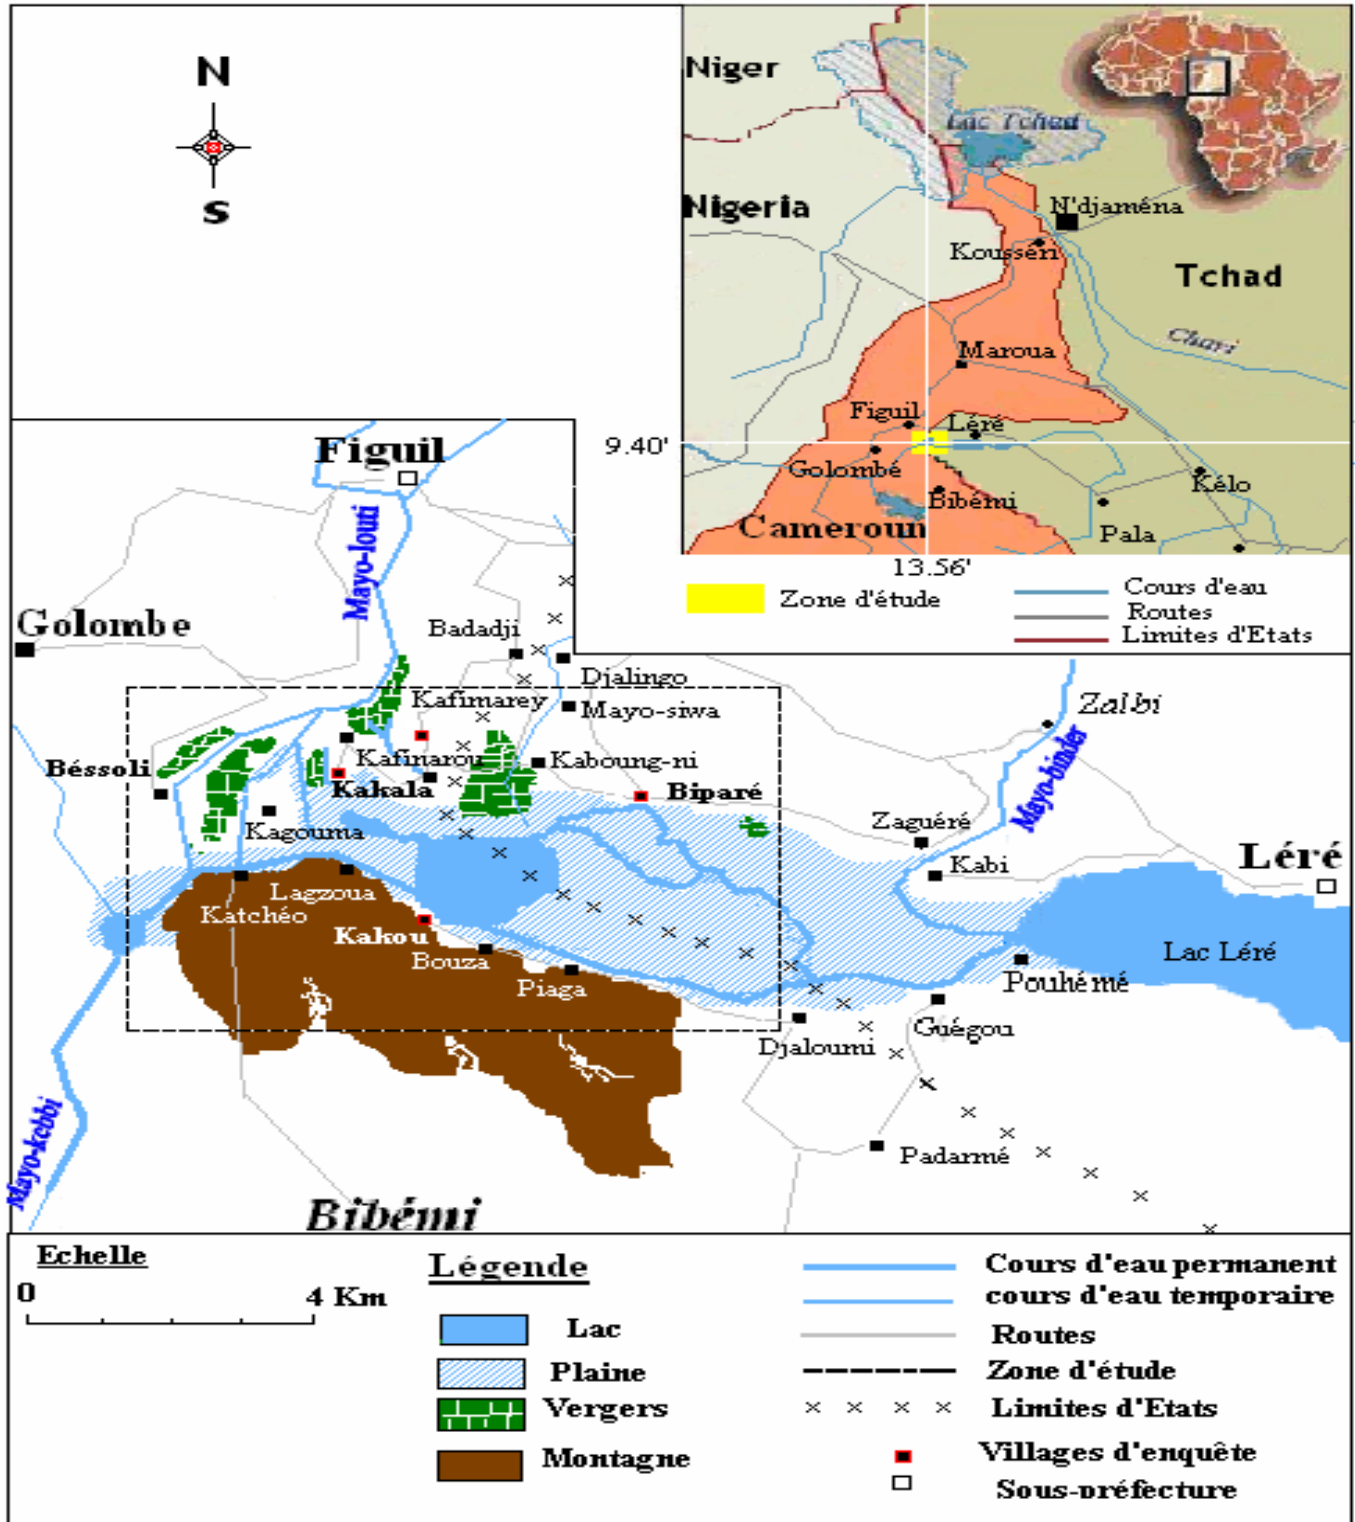 N
S
Niger
Lac Tchad
Nigeria
N'djaména
Kousséri
Tchad
Chari
Maroua
Figuil
Léré
9.40'
Golombé
Kélo
Bibémi
Cameroun
Pala
13.56'
Zone d'étude
Cours d'eau
Routes
Limites d'Etats
Figuil
Mayo-louti
Golombe
Badadji
Djalingo
Kafimarey
Mayo-siwa
Zalbi
Kafinarou
Kaboung-ni
Béssoli
Kakala
Biparé
Mayo-binder
Kagouma
Zaguéré
Léré
Kabi
Lagzoua
Katchéo
Kakou
Bouza
Lac Léré
Piaga
Pouhémé
Guégou
Djaloumi
Mayo-kebbi
Padarmé
Bibémi
Echelle
0
4 Km
Légende
Lac
Plaine
Vergers
Montagne
Cours d'eau permanent
cours d'eau temporaire
Routes
Zone d'étude
Limites d'Etats
Villages d'enquête
Sous-préfecture